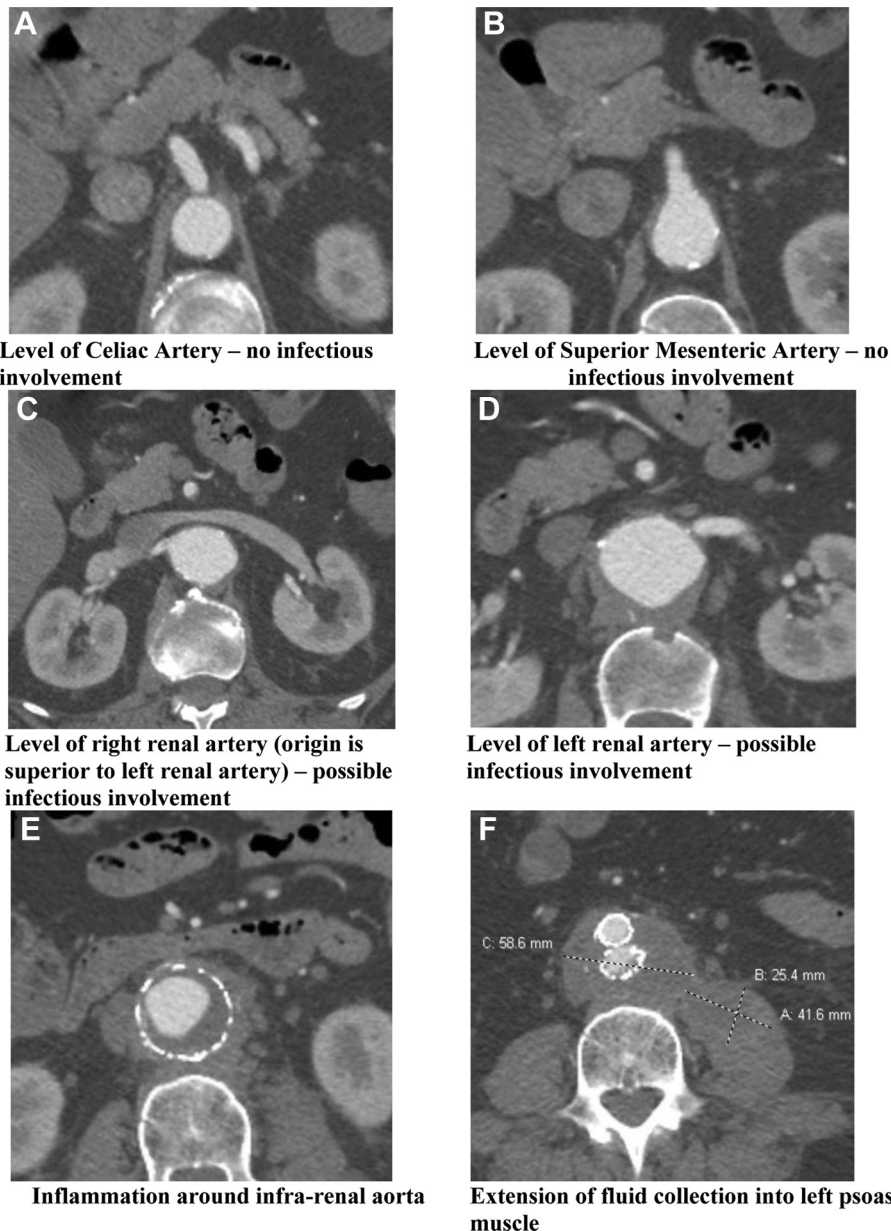 A
B
Level of Celiac Artery – no infectious
involvement
Level of Superior Mesenteric Artery – no
infectious involvement
C
D
Level of right renal artery (origin is
superior to left renal artery) – possible
infectious involvement
Level of left renal artery – possible
infectious involvement
E
F
C: 58.6 mm
B: 25.4 mm
A: 41.6 mm
Inflammation around infra-renal aorta
Extension of fluid collection into left psoas
muscle